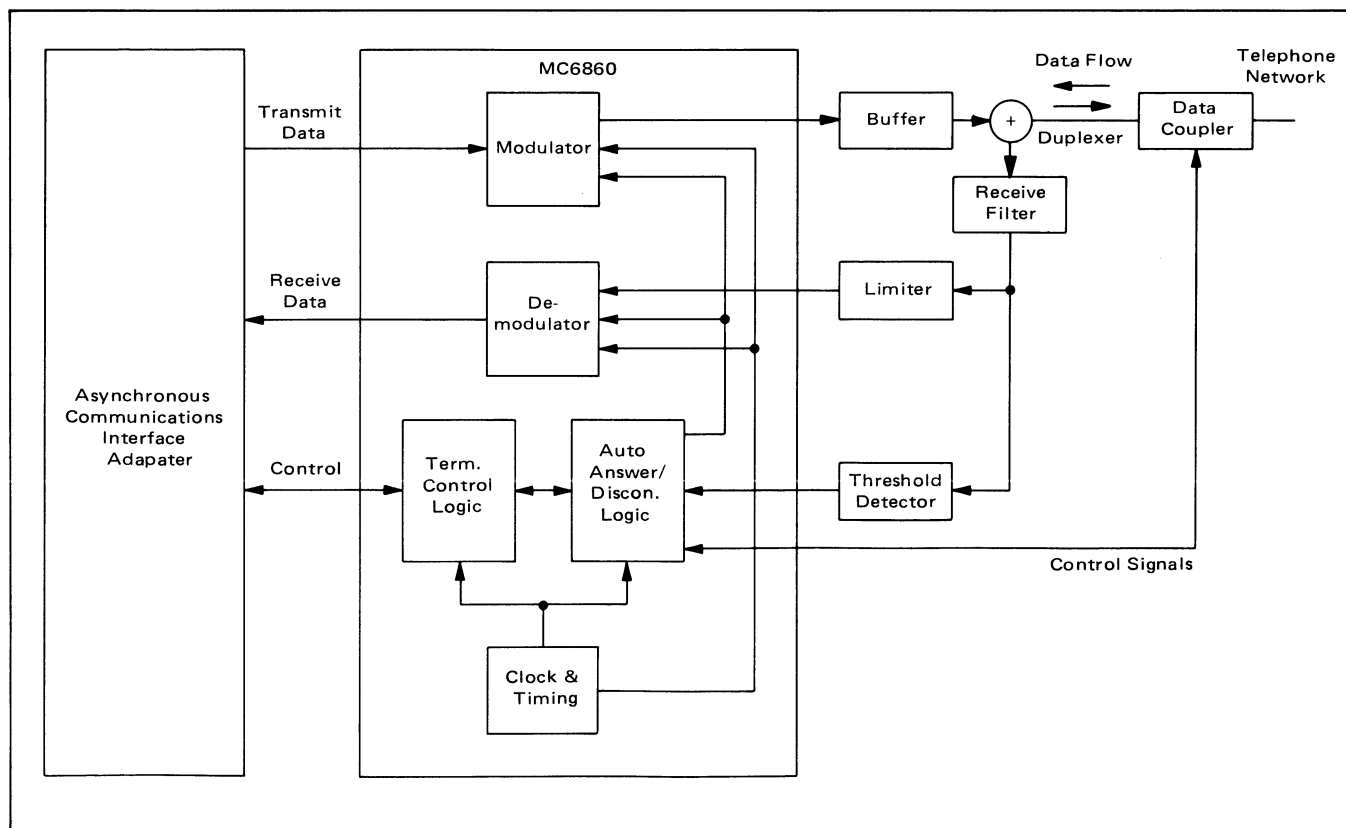 MC6860
Data Flow
Telephone
Network
Transmit
Data
Modulator
Buffer
+
Duplexer
Data
Coupler
Receive
Filter
Receive
Data
De-
modulator
Limiter
Asynchronous
Communications
Interface
Adapater
Control
Term.
Control
Logic
Auto
Answer/
Discon.
Logic
Threshold
Detector
Control Signals
Clock &
Timing